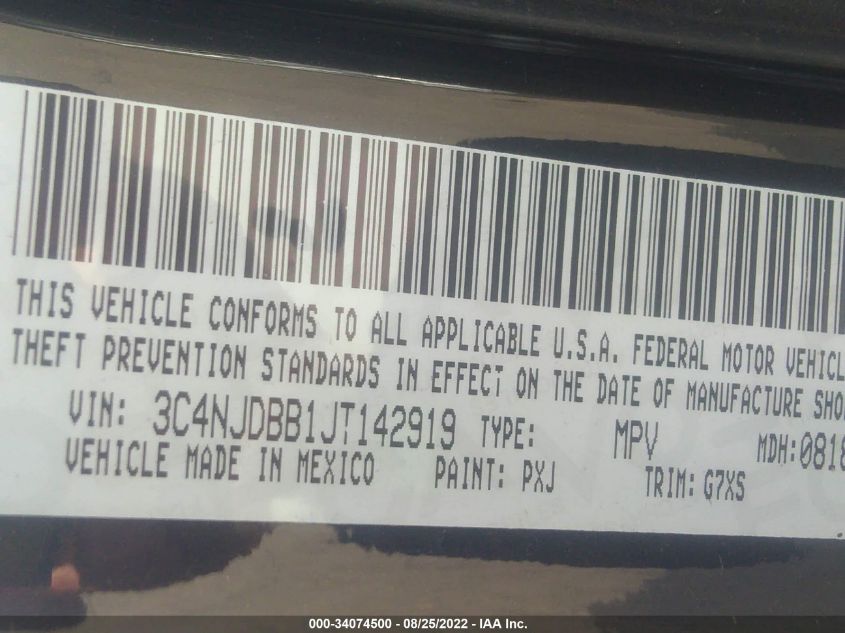 THIS VEHICLE CONFORMS TO ALL APPLICABLE U.S.A. FEDERAL MOTOR VEHICL
THEFT PREVENTION STANDARDS IN EFFECT ON THE DATE OF MANUFACTURE SHO
VIN: 3C4NJDBB1JT142919 TYPE: MPV MDH:0818
VEHICLE MADE IN MEXICO PAINT: PXJ TRIM: G7XS
000-34074500 - 08/25/2022 - IAA Inc.